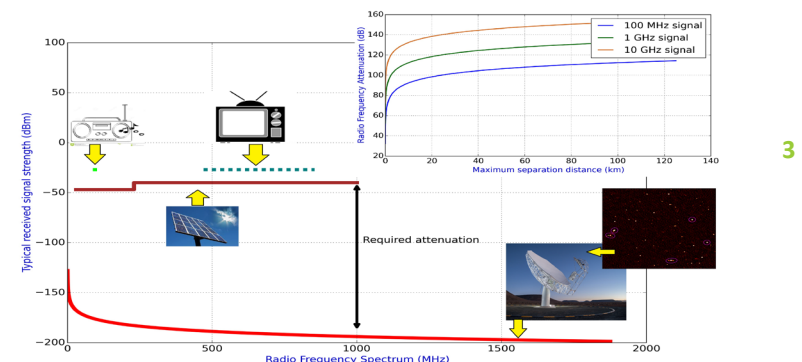 160
140
120
100
80
60
40
20
Radio Frequency Attenuation (dB)
100 MHz signal
1 GHz signal
10 GHz signal
0 20 40 60 80 100 120 140
Maximum separation distance (km)
100
50
0
−50
−100
−150
−200
Typical received signal strength (dBm)
Required attenuation
0 500 1000 1500 2000
Radio Frequency Spectrum (MHz)
3